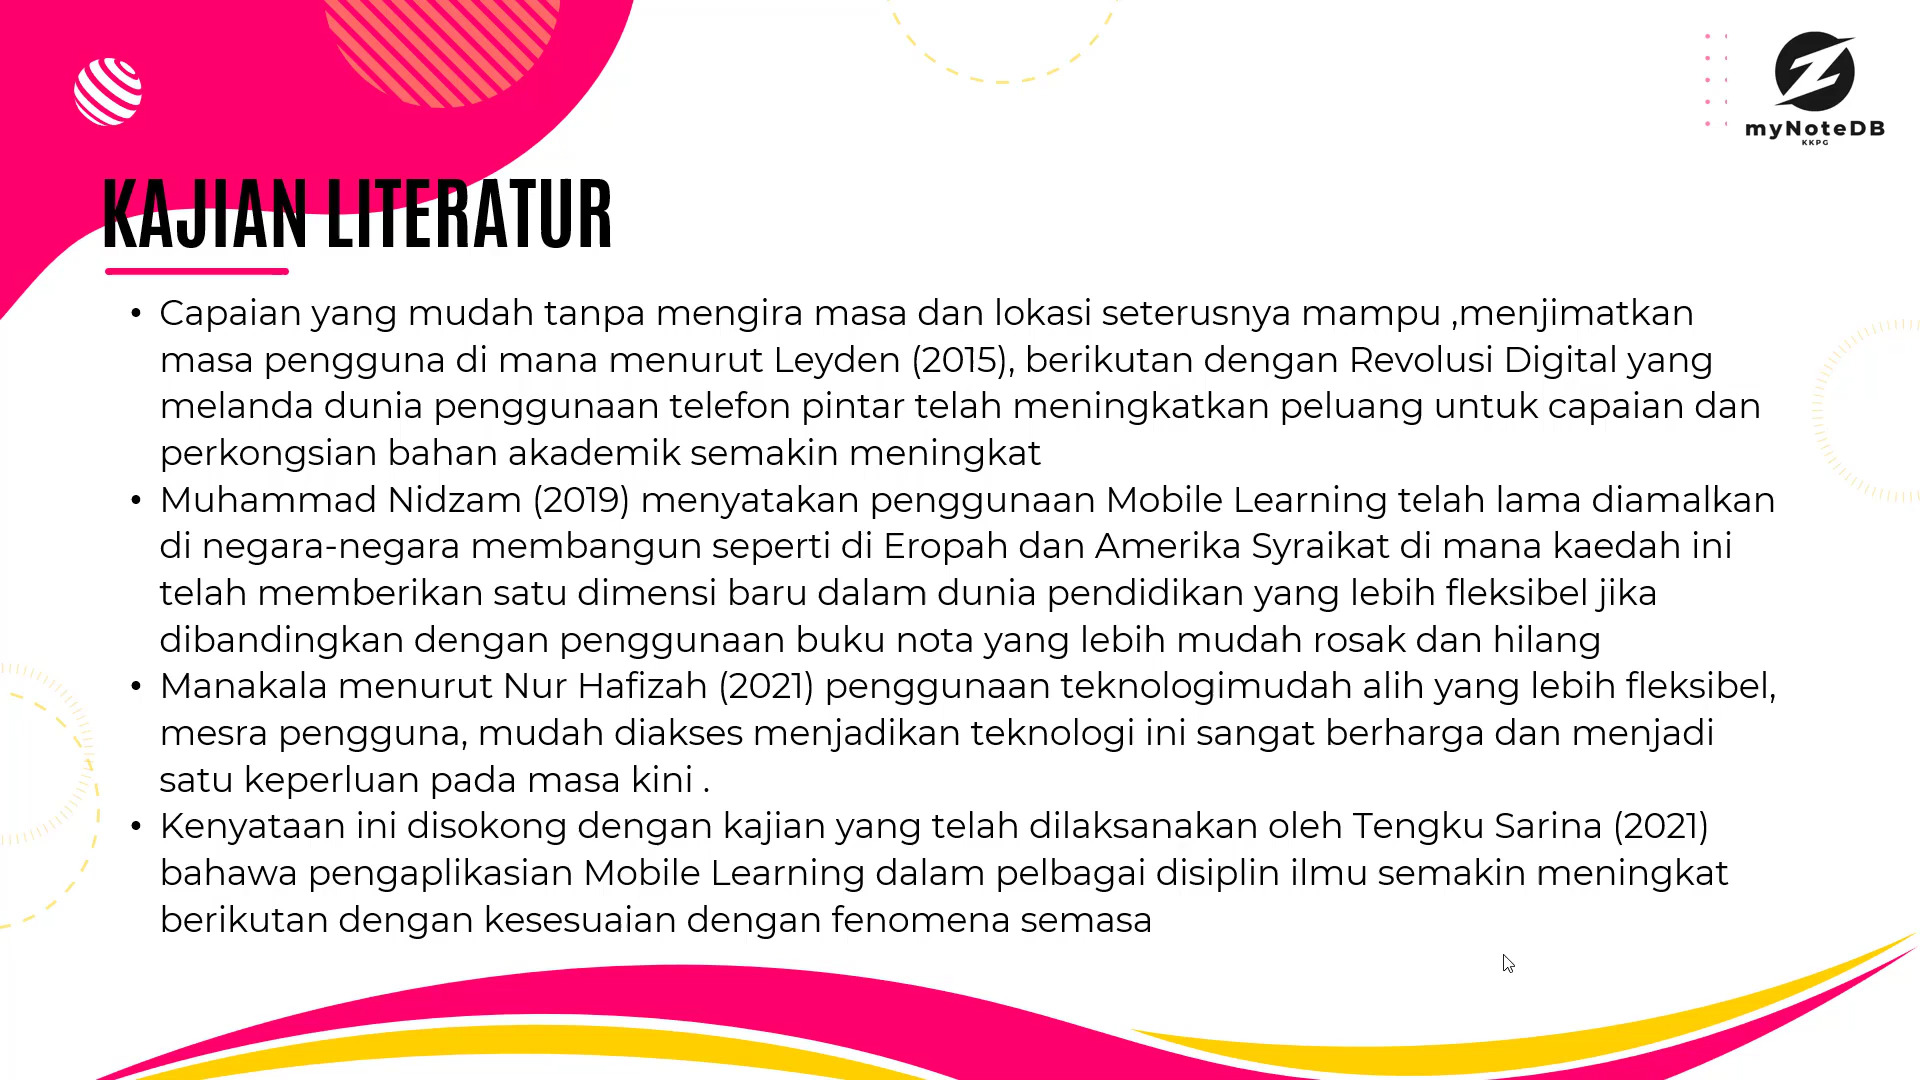 myNoteDB
KKPG
KAJIAN LITERATUR
• Capaian yang mudah tanpa mengira masa dan lokasi seterusnya mampu ,menjimatkan
masa pengguna di mana menurut Leyden (2015), berikutan dengan Revolusi Digital yang
melanda dunia penggunaan telefon pintar telah meningkatkan peluang untuk capaian dan
perkongsian bahan akademik semakin meningkat
• Muhammad Nidzam (2019) menyatakan penggunaan Mobile Learning telah lama diamalkan
di negara-negara membangun seperti di Eropah dan Amerika Syraikat di mana kaedah ini
telah memberikan satu dimensi baru dalam dunia pendidikan yang lebih fleksibel jika
dibandingkan dengan penggunaan buku nota yang lebih mudah rosak dan hilang
• Manakala menurut Nur Hafizah (2021) penggunaan teknologimudah alih yang lebih fleksibel,
mesra pengguna, mudah diakses menjadikan teknologi ini sangat berharga dan menjadi
satu keperluan pada masa kini .
• Kenyataan ini disokong dengan kajian yang telah dilaksanakan oleh Tengku Sarina (2021)
bahawa pengaplikasian Mobile Learning dalam pelbagai disiplin ilmu semakin meningkat
berikutan dengan kesesuaian dengan fenomena semasa